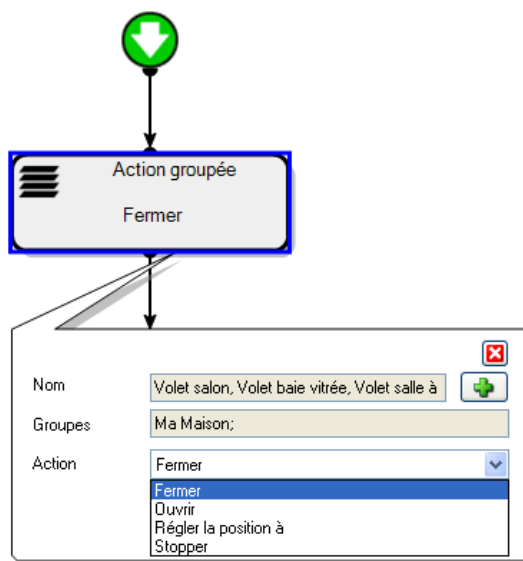 Action groupée
Fermer
Nom Volet salon, Volet baie vitrée, Volet salle à
Groupes Ma Maison;
Action Fermer
Fermer
Ouvrir
Régler la position à
Stopper